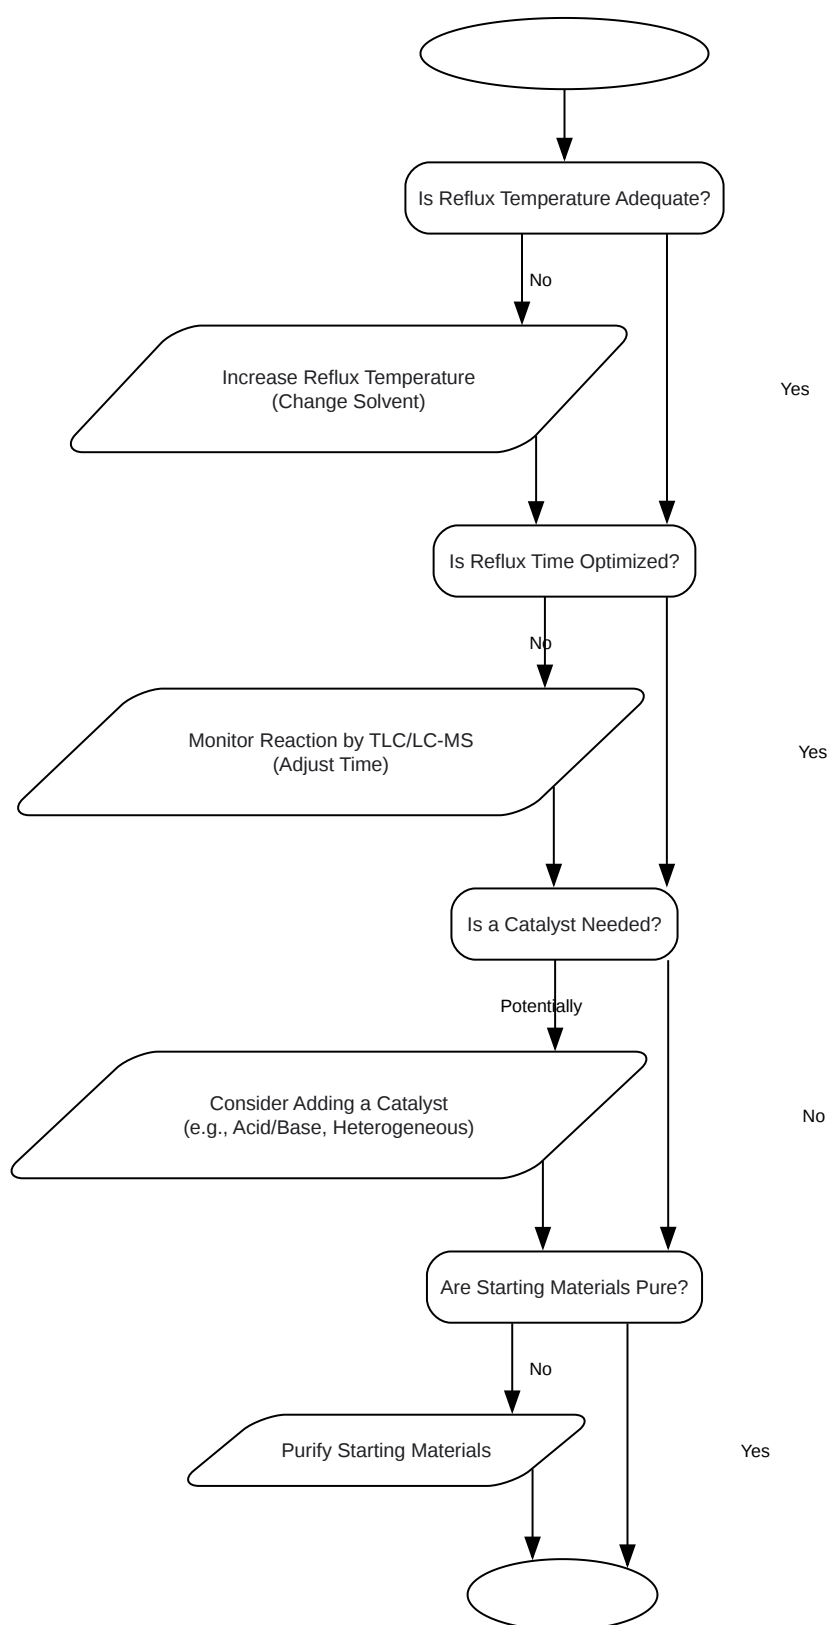 Is Reflux Temperature Adequate?
No
Increase Reflux Temperature
(Change Solvent)
Yes
Is Reflux Time Optimized?
No
Monitor Reaction by TLC/LC-MS
(Adjust Time)
Yes
Is a Catalyst Needed?
Potentially
Consider Adding a Catalyst
(e.g., Acid/Base, Heterogeneous)
No
Are Starting Materials Pure?
No
Purify Starting Materials
Yes